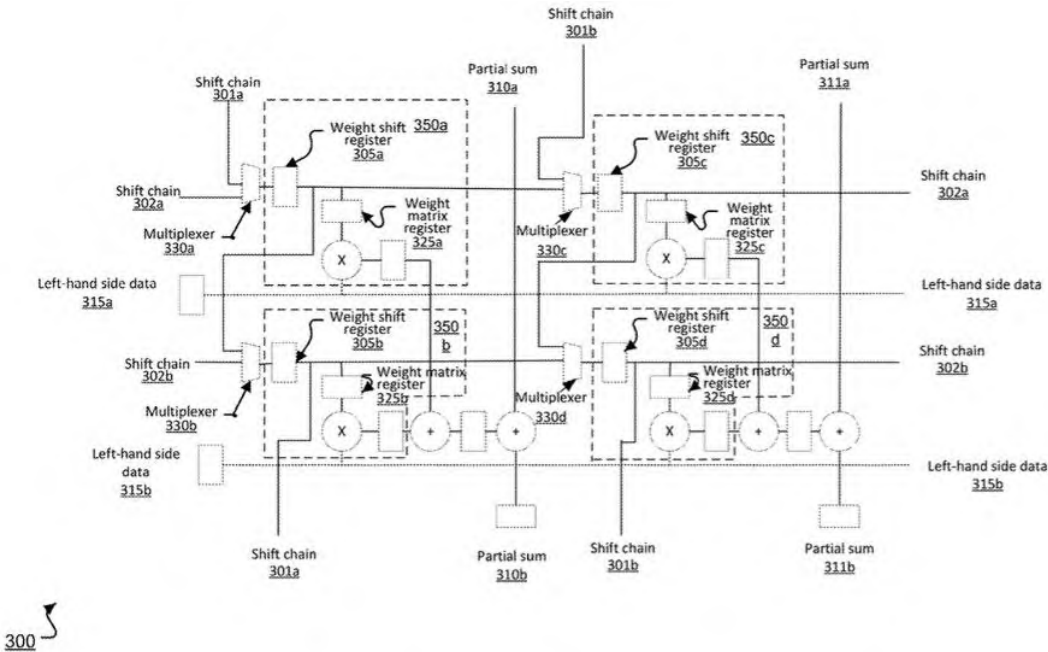 Shift chain
301b
Partial sum
310a
Partial sum
311a
Shift chain
301a
Weight shift
register
305a
350a
Weight shift
register
305c
350c
Shift chain
302a
Shift chain
302a
Multiplexer
330a
Weight
matrix
register
325a
Multiplexer
330c
Weight
matrix
register
325c
X
X
Left-hand side data
315a
Left-hand side data
315a
Weight shift
register
305b
350
b
Weight shift
register
305d
350
d
Shift chain
302b
Shift chain
302b
Multiplexer
330b
Weight matrix
register
325b
Multiplexer
330d
Weight matrix
register
325d
X
+
+
X
+
+
Left-hand side
data
315b
Left-hand side data
315b
Shift chain
301a
Partial sum
310b
Shift chain
301b
Partial sum
311b
300